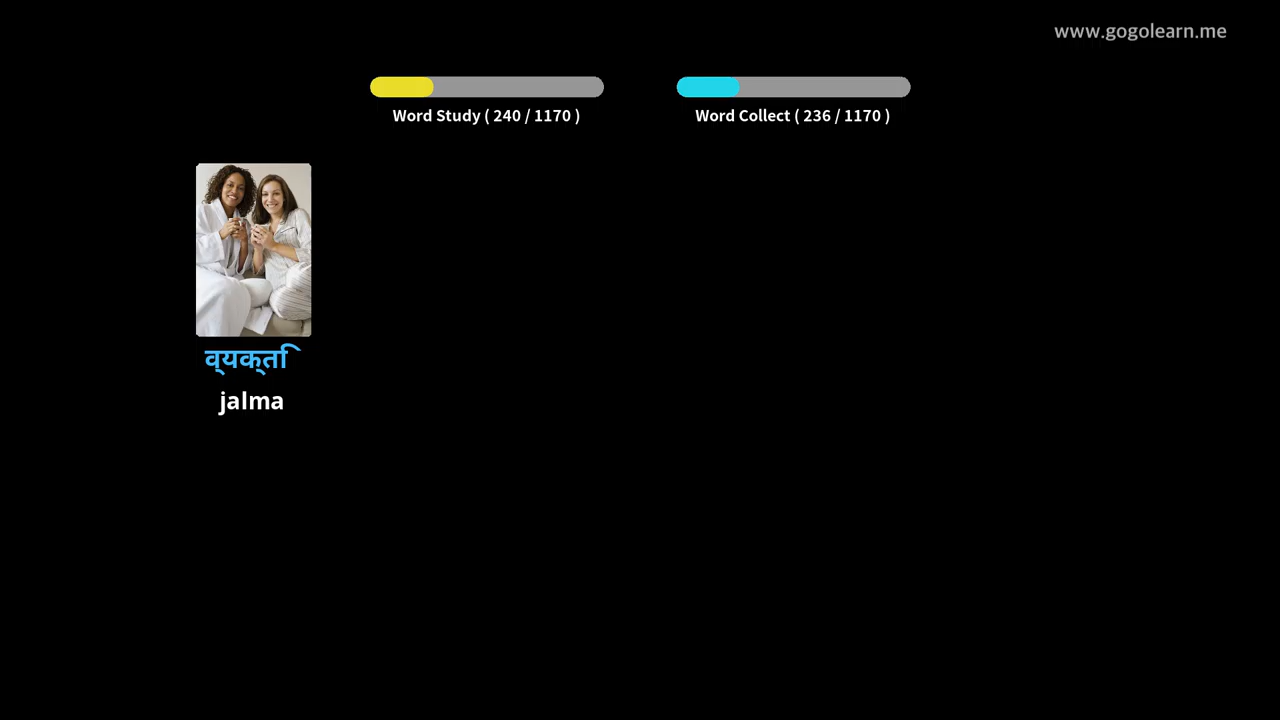 www.gogolearn.me
Word Study ( 240 / 1170 )
Word Collect ( 236 / 1170 )
व्यक्ति
jalma